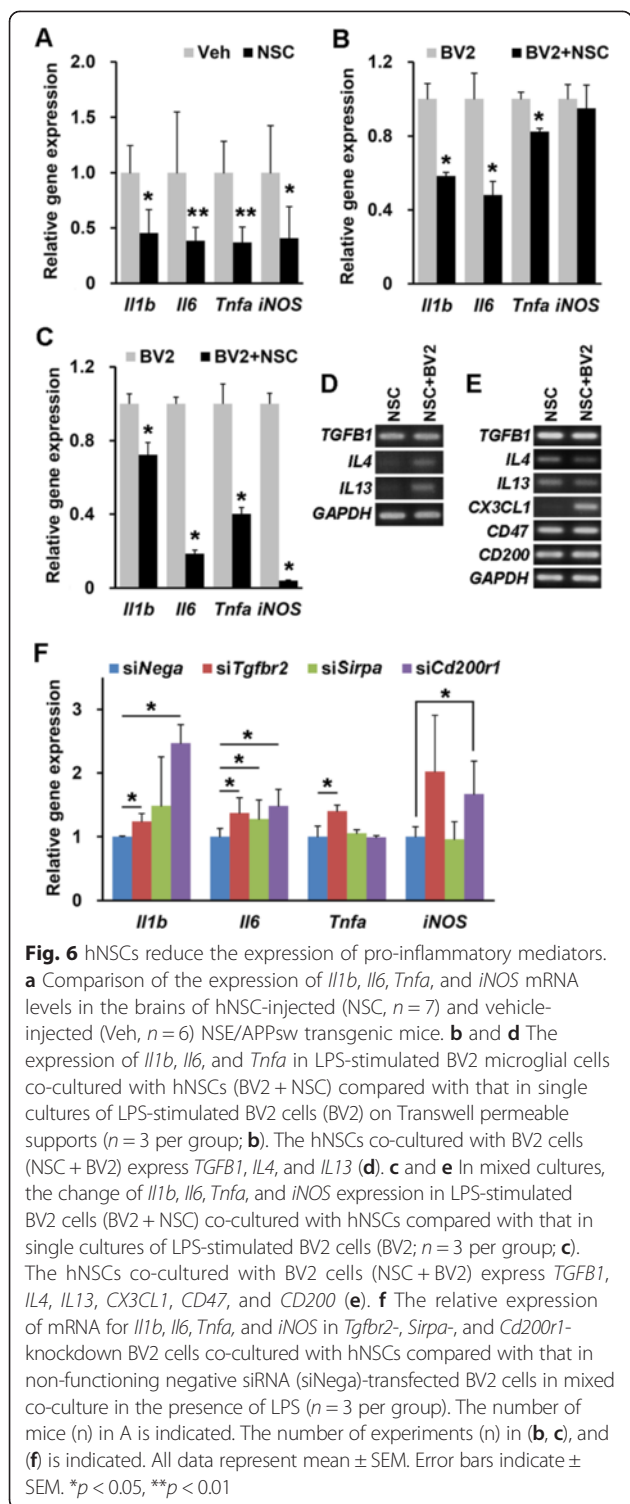 A
Veh NSC
Relative gene expression
2.0
1.5
1.0
0.5
0
* ** ** *
Il1b Il6 Tnfa iNOS
B
BV2 BV2+NSC
Relative gene expression
1.2
0.8
0.4
0
* * *
Il1b Il6 Tnfa iNOS
C
BV2 BV2+NSC
Relative gene expression
1.2
0.8
0.4
0
* * * *
Il1b Il6 Tnfa iNOS
D
NSC NSC+BV2
TGFB1
IL4
IL13
GAPDH
E
NSC NSC+BV2
TGFB1
IL4
IL13
CX3CL1
CD47
CD200
GAPDH
F
siNega siTgfbr2 siSirpa siCd200r1
Relative gene expression
3
2
1
0
* * * * * * *
Il1b Il6 Tnfa iNOS
Fig. 6 hNSCs reduce the expression of pro-inflammatory mediators.
a Comparison of the expression of Il1b, Il6, Tnfa, and iNOS mRNA
levels in the brains of hNSC-injected (NSC, n = 7) and vehicle-
injected (Veh, n = 6) NSE/APPsw transgenic mice. b and d The
expression of Il1b, Il6, and Tnfa in LPS-stimulated BV2 microglial cells
co-cultured with hNSCs (BV2 + NSC) compared with that in single
cultures of LPS-stimulated BV2 cells (BV2) on Transwell permeable
supports (n = 3 per group; b). The hNSCs co-cultured with BV2 cells
(NSC + BV2) express TGFB1, IL4, and IL13 (d). c and e In mixed cultures,
the change of Il1b, Il6, Tnfa, and iNOS expression in LPS-stimulated
BV2 cells (BV2 + NSC) co-cultured with hNSCs compared with that in
single cultures of LPS-stimulated BV2 cells (BV2; n = 3 per group; c).
The hNSCs co-cultured with BV2 cells (NSC + BV2) express TGFB1,
IL4, IL13, CX3CL1, CD47, and CD200 (e). f The relative expression
of mRNA for Il1b, Il6, Tnfa, and iNOS in Tgfbr2-, Sirpa-, and Cd200r1-
knockdown BV2 cells co-cultured with hNSCs compared with that in
non-functioning negative siRNA (siNega)-transfected BV2 cells in mixed
co-culture in the presence of LPS (n = 3 per group). The number of
mice (n) in A is indicated. The number of experiments (n) in (b, c), and
(f) is indicated. All data represent mean ± SEM. Error bars indicate ±
SEM. *p < 0.05, **p < 0.01